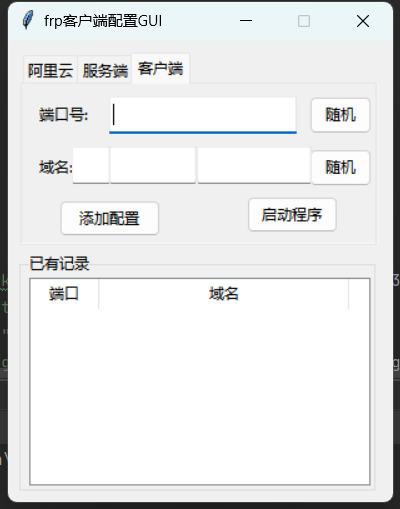 frp客户端配置GUI
阿里云 服务端 客户端
端口号: 随机
域名: 随机
添加配置 启动程序
已有记录
端口 域名